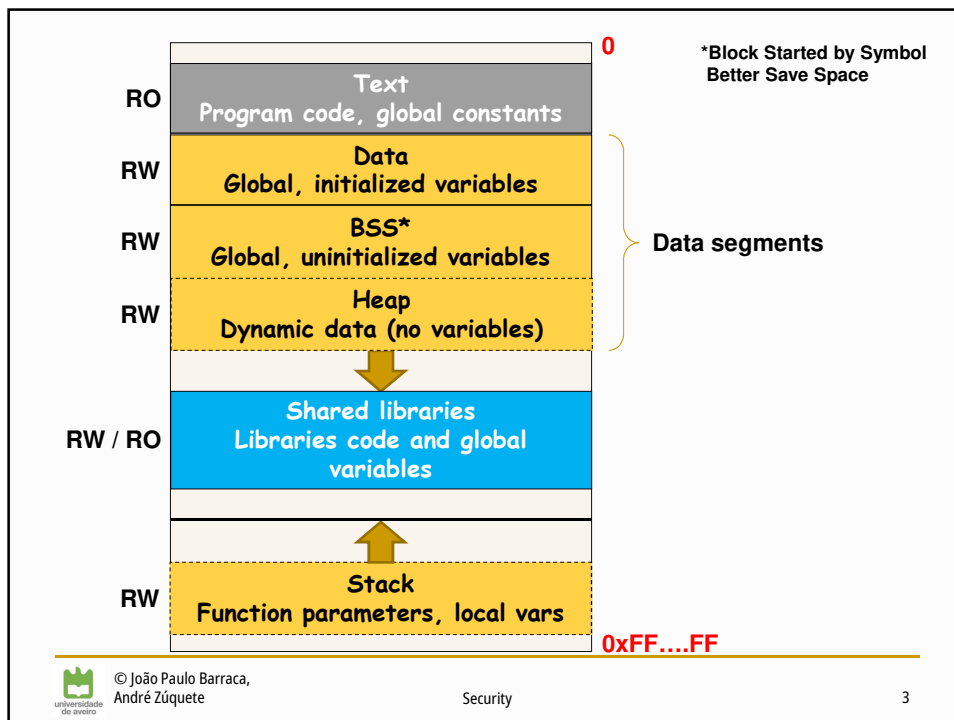 0
*Block Started by Symbol
Better Save Space
RO
Text
Program code, global constants
RW
Data
Global, initialized variables
RW
BSS*
Global, uninitialized variables
Data segments
RW
Heap
Dynamic data (no variables)
RW / RO
Shared libraries
Libraries code and global
variables
RW
Stack
Function parameters, local vars
0xFF....FF
universidade
de aveiro
© João Paulo Barraca,
André Zúquete
Security
3